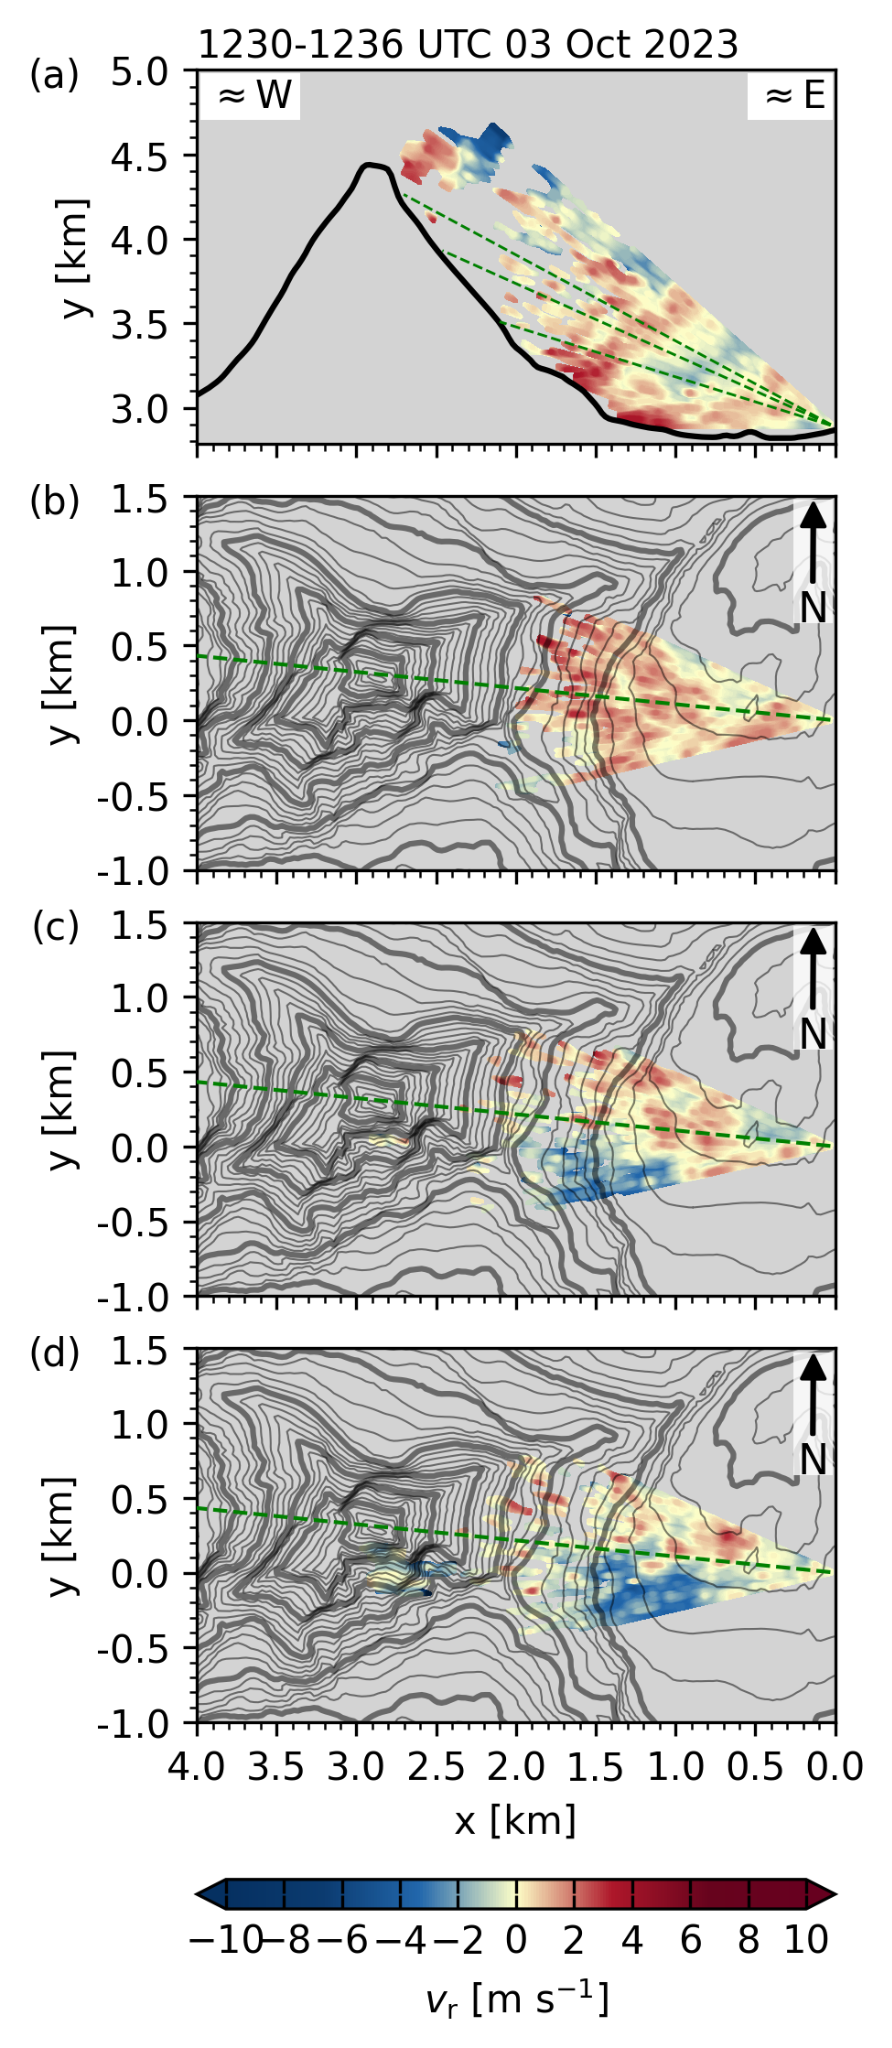 1230-1236 UTC 03 Oct 2023
(a)
≈W
≈E
5.0
4.5
4.0
3.5
3.0
y [km]
(b)
1.5
1.0
0.5
0.0
-0.5
-1.0
y [km]
N
(c)
1.5
1.0
0.5
0.0
-0.5
-1.0
y [km]
N
(d)
1.5
1.0
0.5
0.0
-0.5
-1.0
y [km]
N
4.0 3.5 3.0 2.5 2.0 1.5 1.0 0.5 0.0
x [km]
−10 −8 −6 −4 −2 0 2 4 6 8 10
vr [m s−1]